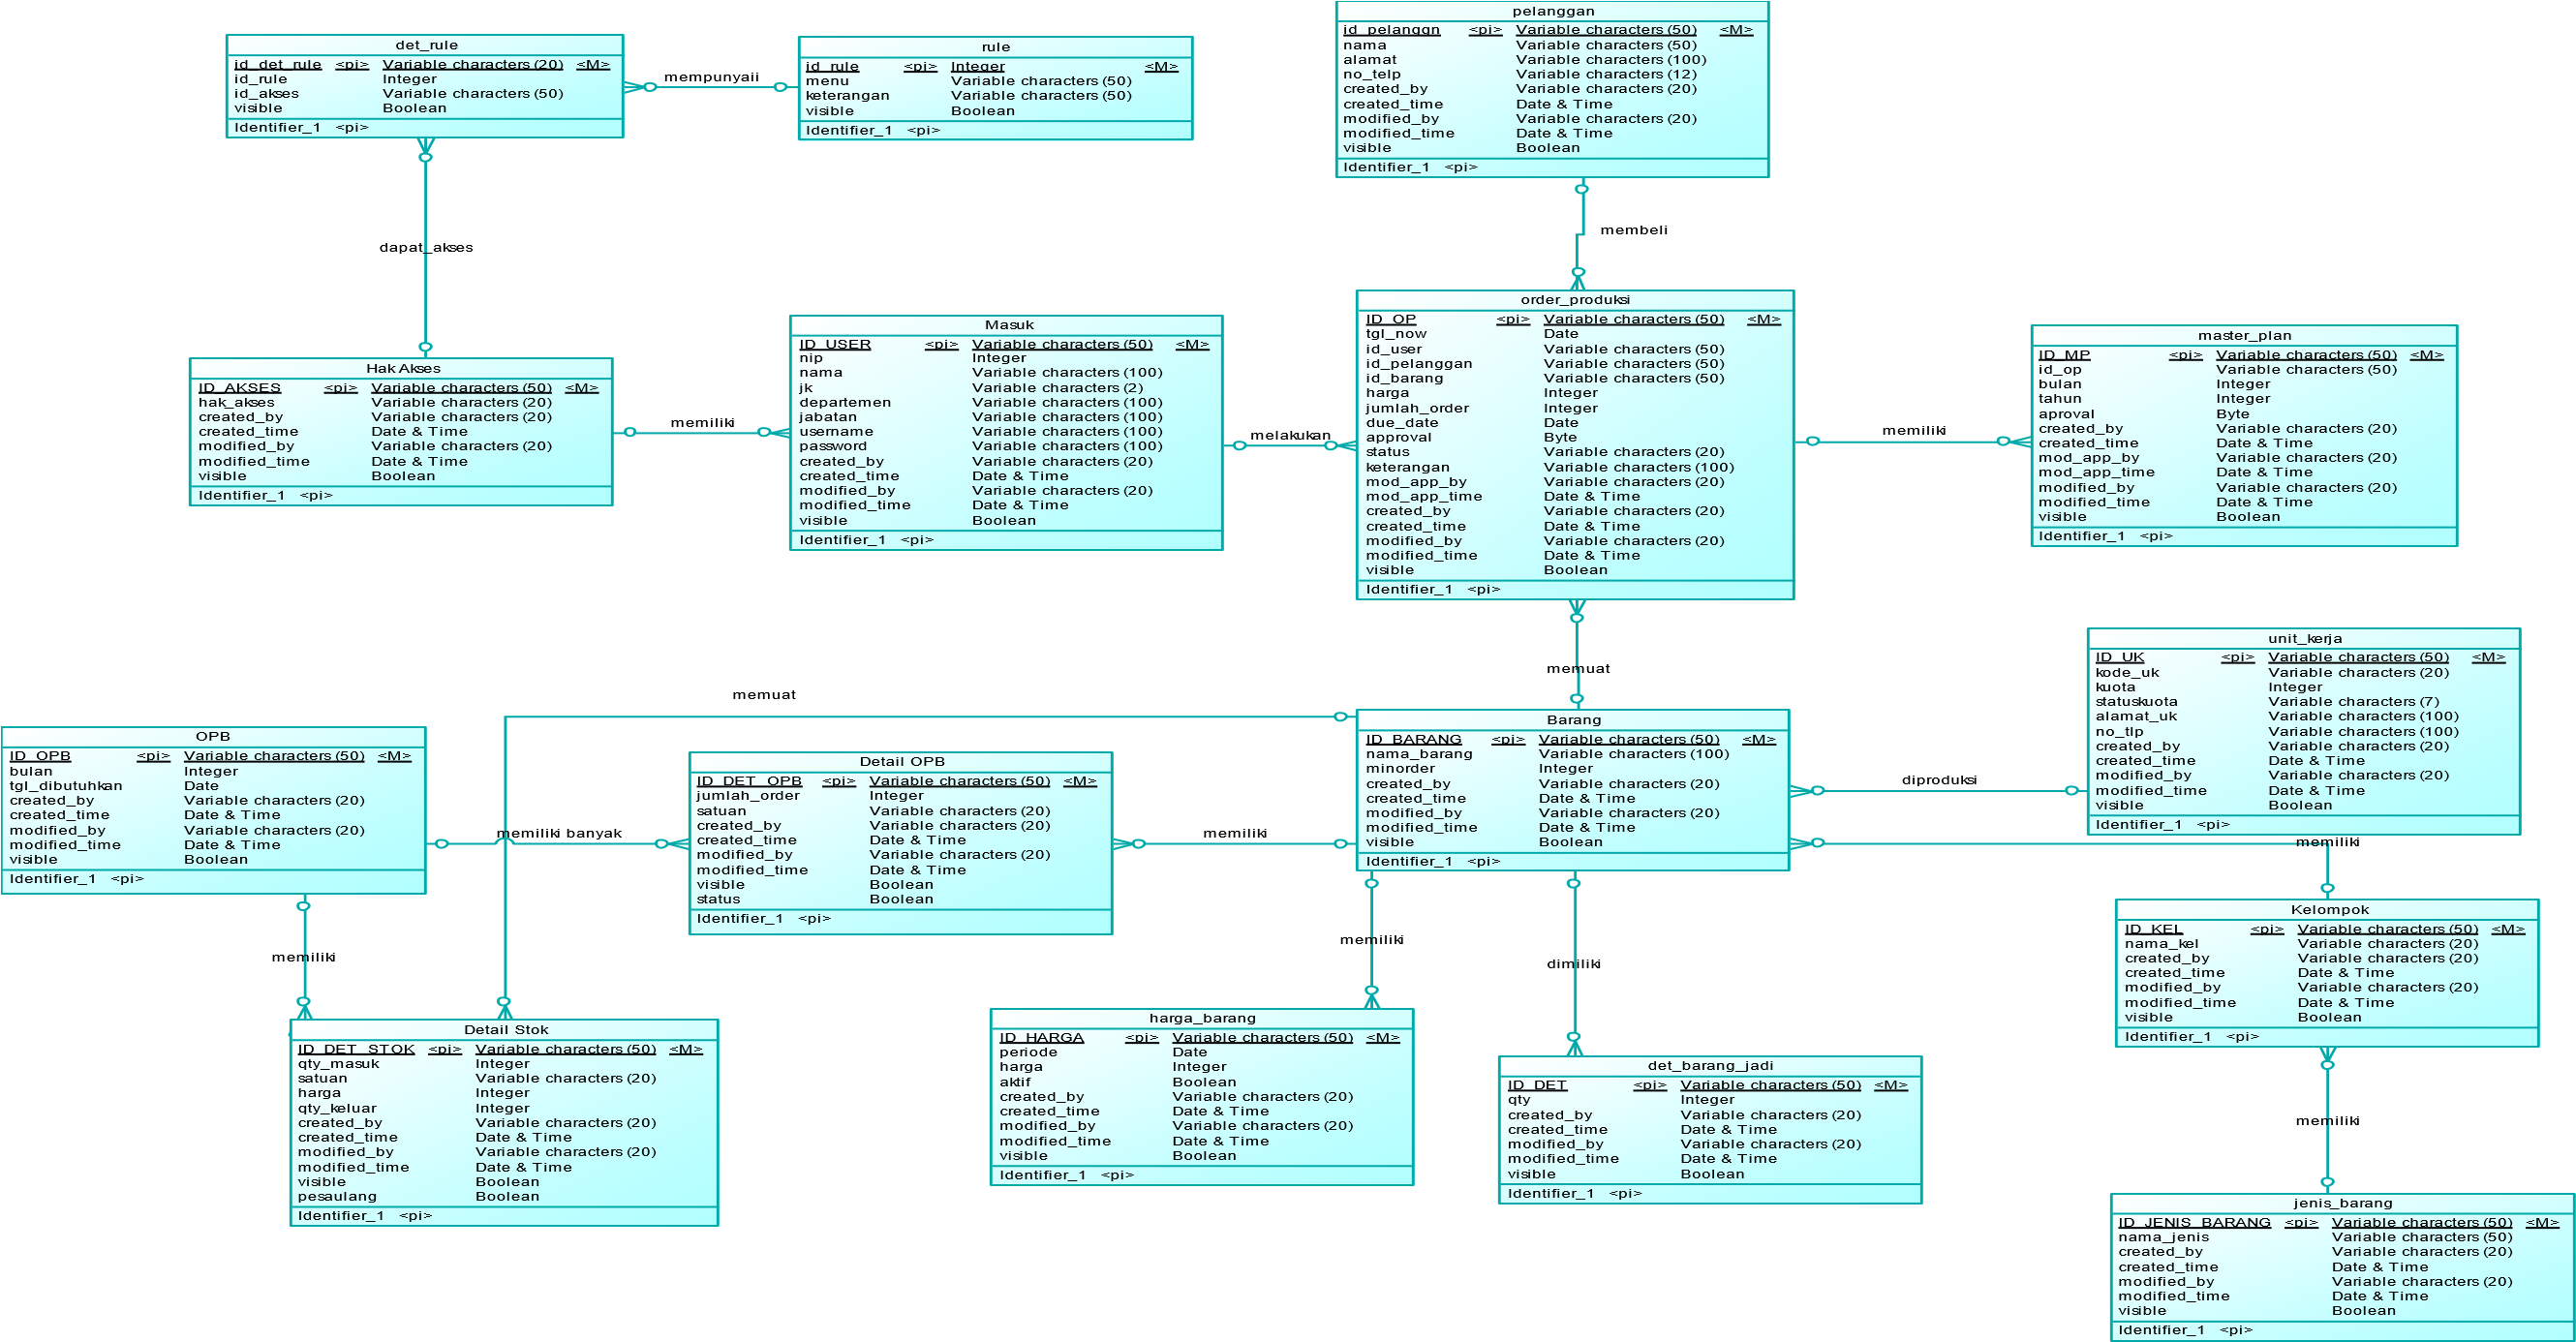 pelanggan
id_pelanggn <pi> Variable characters (50) <M>
nama Variable characters (50)
alamat Variable characters (100)
no_telp Variable characters (12)
created_by Variable characters (20)
created_time Date & Time
modified_by Variable characters (20)
modified_time Date & Time
visible Boolean
Identifier_1 <pi>
det_rule
id_det_rule <pi> Variable characters (20) <M>
id_rule Integer
id_akses Variable characters (50)
visible Boolean
Identifier_1 <pi>
mempunyaii
rule
id_rule <pi> Integer <M>
menu Variable characters (50)
keterangan Variable characters (50)
visible Boolean
Identifier_1 <pi>
dapat_akses
membeli
Hak Akses
ID_AKSES <pi> Variable characters (50) <M>
hak_akses Variable characters (20)
created_by Variable characters (20)
created_time Date & Time
modified_by Variable characters (20)
modified_time Date & Time
visible Boolean
Identifier_1 <pi>
memiliki
Masuk
ID_USER <pi> Variable characters (50) <M>
nip Integer
nama Variable characters (100)
jk Variable characters (2)
departemen Variable characters (100)
jabatan Variable characters (100)
username Variable characters (100)
password Variable characters (100)
created_by Variable characters (20)
created_time Date & Time
modified_by Variable characters (20)
modified_time Date & Time
visible Boolean
Identifier_1 <pi>
melakukan
order_produksi
ID_OP <pi> Variable characters (50) <M>
tgl_now Date
id_user Variable characters (50)
id_pelanggan Variable characters (50)
id_barang Variable characters (50)
harga Integer
jumlah_order Integer
due_date Date
approval Byte
status Variable characters (20)
keterangan Variable characters (100)
mod_app_by Variable characters (20)
mod_app_time Date & Time
created_by Variable characters (20)
created_time Date & Time
modified_by Variable characters (20)
modified_time Date & Time
visible Boolean
Identifier_1 <pi>
memiliki
master_plan
ID_MP <pi> Variable characters (50) <M>
id_op Variable characters (50)
bulan Integer
tahun Integer
aproval Byte
created_by Variable characters (20)
created_time Date & Time
mod_app_by Variable characters (20)
mod_app_time Date & Time
modified_by Variable characters (20)
modified_time Date & Time
visible Boolean
Identifier_1 <pi>
memuat
memuat
unit_kerja
ID_UK <pi> Variable characters (50) <M>
kode_uk Variable characters (20)
kuota Integer
statuskuota Variable characters (7)
alamat_uk Variable characters (100)
no_tlp Variable characters (100)
created_by Variable characters (20)
created_time Date & Time
modified_by Variable characters (20)
modified_time Date & Time
visible Boolean
Identifier_1 <pi>
OPB
ID_OPB <pi> Variable characters (50) <M>
bulan Integer
tgl_dibutuhkan Date
created_by Variable characters (20)
created_time Date & Time
modified_by Variable characters (20)
modified_time Date & Time
visible Boolean
Identifier_1 <pi>
memiliki banyak
Detail OPB
ID_DET_OPB <pi> Variable characters (50) <M>
jumlah_order Integer
satuan Variable characters (20)
created_by Variable characters (20)
created_time Date & Time
modified_by Variable characters (20)
modified_time Date & Time
visible Boolean
status Boolean
Identifier_1 <pi>
memiliki
Barang
ID_BARANG <pi> Variable characters (50) <M>
nama_barang Variable characters (100)
minorder Integer
created_by Variable characters (20)
created_time Date & Time
modified_by Variable characters (20)
modified_time Date & Time
visible Boolean
Identifier_1 <pi>
diproduksi
memiliki
memiliki
memiliki
dimiliki
Kelompok
ID_KEL <pi> Variable characters (50) <M>
nama_kel Variable characters (20)
created_by Variable characters (20)
created_time Date & Time
modified_by Variable characters (20)
modified_time Date & Time
visible Boolean
Identifier_1 <pi>
Detail Stok
ID_DET_STOK <pi> Variable characters (50) <M>
qty_masuk Integer
satuan Variable characters (20)
harga Integer
qty_keluar Integer
created_by Variable characters (20)
created_time Date & Time
modified_by Variable characters (20)
modified_time Date & Time
visible Boolean
pesaulang Boolean
Identifier_1 <pi>
harga_barang
ID_HARGA <pi> Variable characters (50) <M>
periode Date
harga Integer
aktif Boolean
created_by Variable characters (20)
created_time Date & Time
modified_by Variable characters (20)
modified_time Date & Time
visible Boolean
Identifier_1 <pi>
det_barang_jadi
ID_DET <pi> Variable characters (50) <M>
qty Integer
created_by Variable characters (20)
created_time Date & Time
modified_by Variable characters (20)
modified_time Date & Time
visible Boolean
Identifier_1 <pi>
memiliki
jenis_barang
ID_JENIS_BARANG <pi> Variable characters (50) <M>
nama_jenis Variable characters (50)
created_by Variable characters (20)
created_time Date & Time
modified_by Variable characters (20)
modified_time Date & Time
visible Boolean
Identifier_1 <pi>